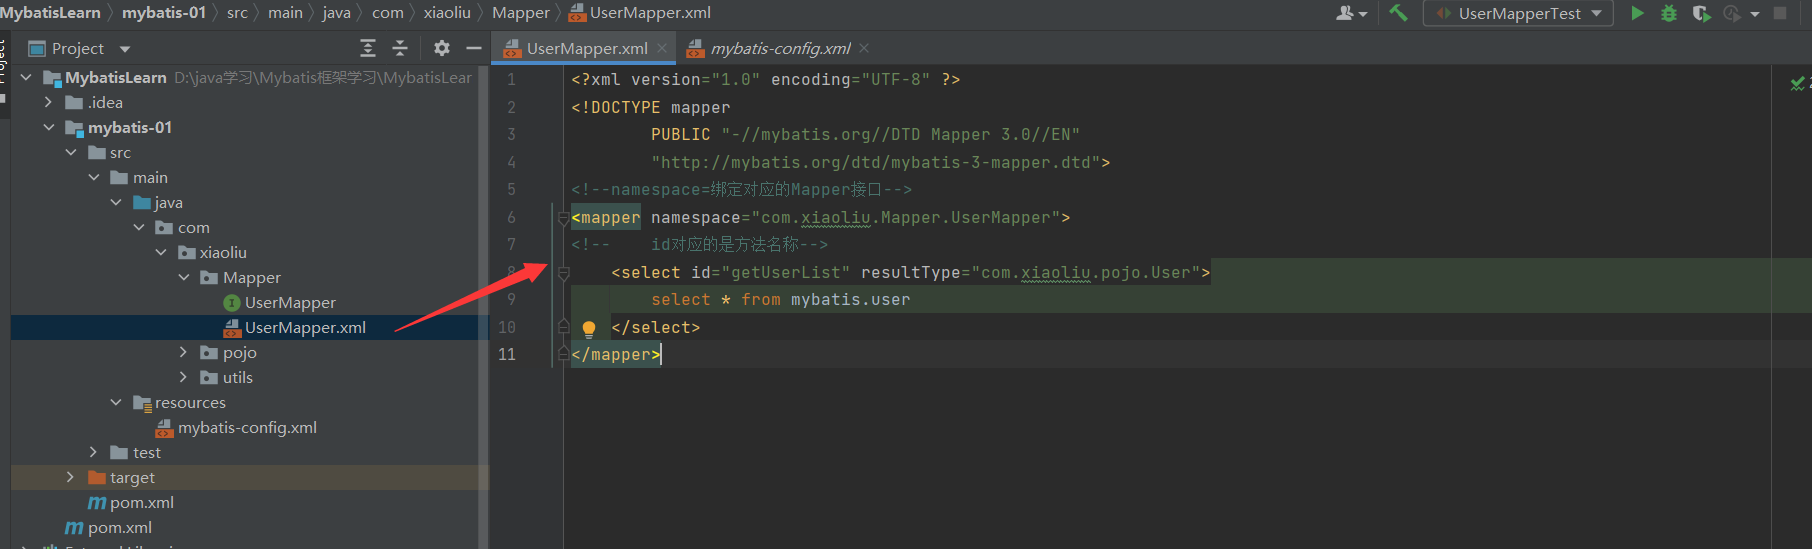 MybatisLearn mybatis-01 src main java com xiaoliu Mapper UserMapper.xml
UserMapperTest
Project
Project
UserMapper.xml
mybatis-config.xml
MybatisLearn D:\java学习\Mybatis框架学习\MybatisLear
.idea
mybatis-01
src
main
java
com
xiaoliu
Mapper
UserMapper
UserMapper.xml
pojo
utils
resources
mybatis-config.xml
test
target
pom.xml
pom.xml
1 <?xml version="1.0" encoding="UTF-8" ?>
2 <!DOCTYPE mapper
3 PUBLIC "-//mybatis.org//DTD Mapper 3.0//EN"
4 "http://mybatis.org/dtd/mybatis-3-mapper.dtd">
5 <!--namespace=绑定对应的Mapper接口-->
6 <mapper namespace="com.xiaoliu.Mapper.UserMapper">
7 <!-- id对应的是方法名称-->
8 <select id="getUserList" resultType="com.xiaoliu.pojo.User">
9 select * from mybatis.user
10 </select>
11 </mapper>